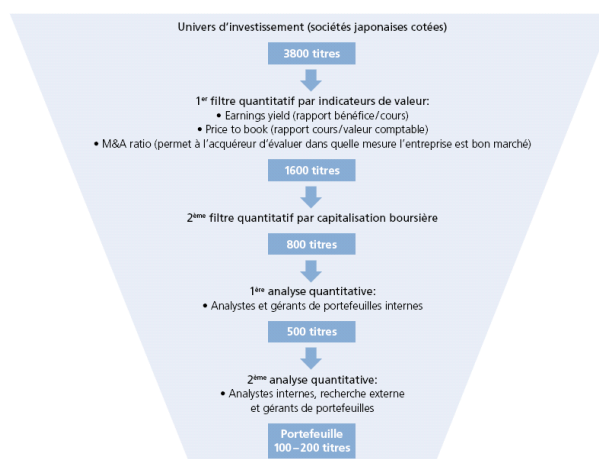 Univers d'investissement (sociétés japonaises cotées)
3800 titres
1er filtre quantitatif par indicateurs de valeur:
• Earnings yield (rapport bénéfice/cours)
• Price to book (rapport cours/valeur comptable)
• M&A ratio (permet à l'acquéreur d'évaluer dans quelle mesure l'entreprise est bon marché)
1600 titres
2ème filtre quantitatif par capitalisation boursière
800 titres
1ère analyse quantitative:
• Analystes et gérants de portefeuilles internes
500 titres
2ème analyse quantitative:
• Analystes internes, recherche externe
et gérants de portefeuilles
Portefeuille
100–200 titres